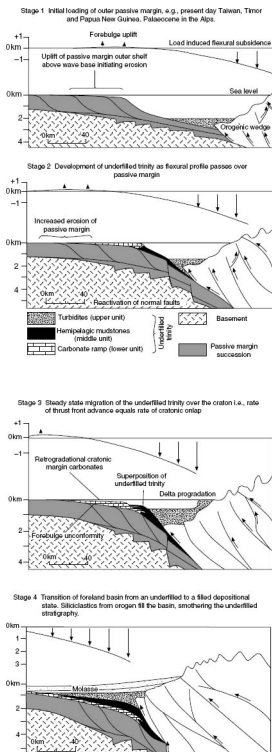 Stage 1 Initial loading of outer passive margin, e.g., present day Taiwan, Timor
and Papua New Guinea. Palaeocene in the Alps.
Forebulge uplift
+1
0km
−1
Load induced flexural subsidence
Uplift of passive margin outer shelf
above wave base initiating erosion
Sea level
0km
2
4
0km 40
Orogenic wedge
Stage 2 Development of underfilled trinity as flexural profile passes over
passive margin
+1
0km
−1
Increased erosion of
passive margin
0km
2
4
0km 40
Reactivation of normal faults
Turbidites (upper unit)
Hemipelagic mudstones
(middle unit)
Carbonate ramp (lower unit)
Underfilled
trinity
Basement
Passive margin
succession
Stage 3 Steady state migration of the underfilled trinity over the craton i.e., rate
of thrust front advance equals rate of cratonic onlap
+1
0km
−1
Retrogradational cratonic
margin carbonates
Superposition of
underfilled trinity
Delta progradation
0km
2
4
Forebulge unconformity
0km 40
Stage 4 Transition of foreland basin from an underfilled to a filled depositional
state. Siliciclastics from orogen fill the basin, smothering the underfilled
stratigraphy.
+1
0km
1
2
3
0km 40
Molasse
0km
2
4